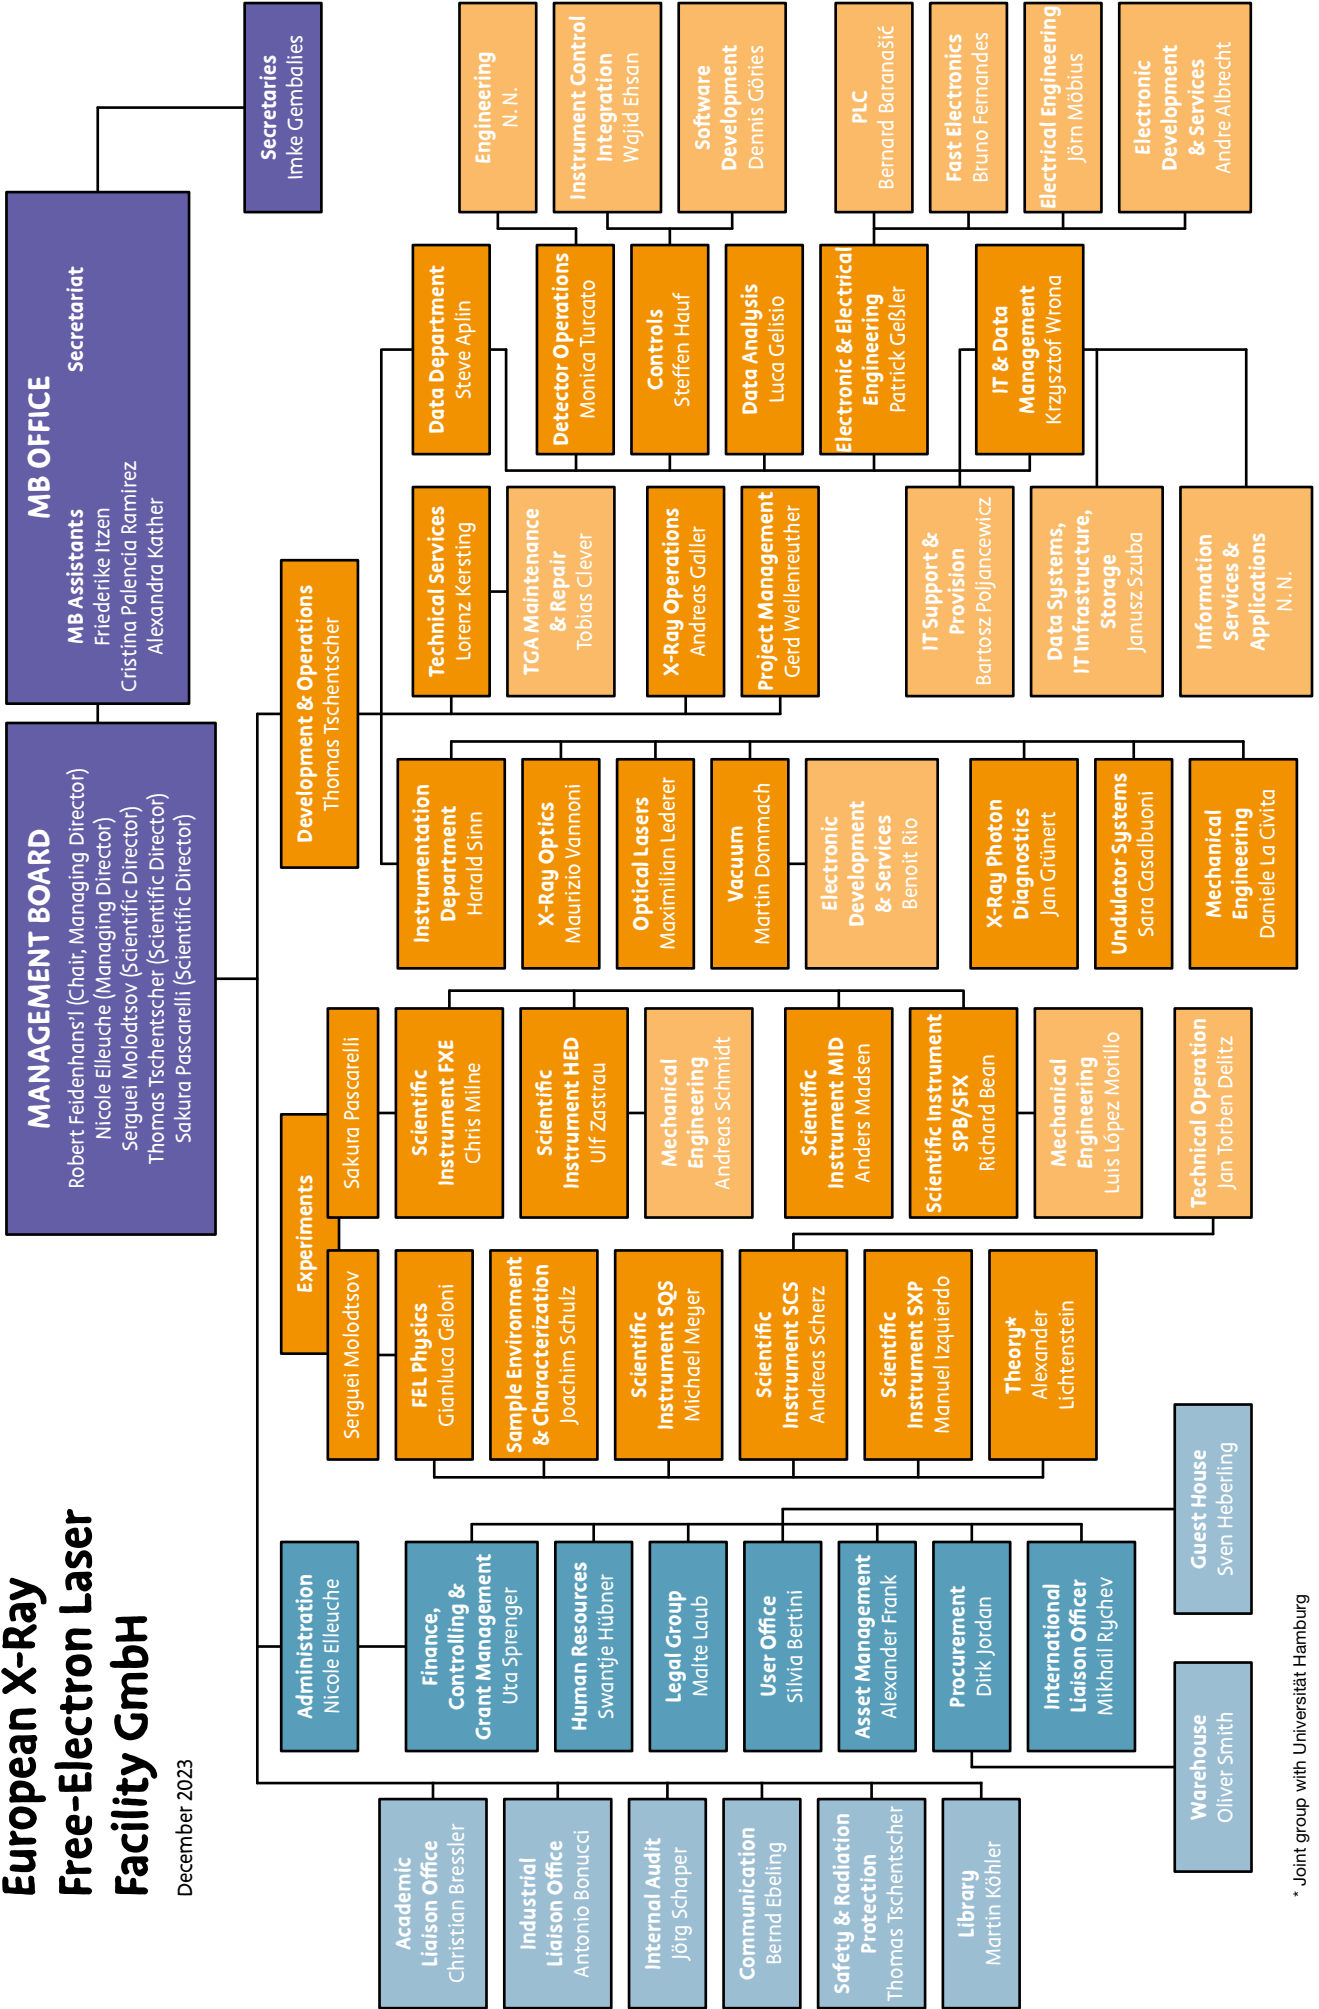 European X-Ray
Free-Electron Laser
Facility GmbH
December 2023
MANAGEMENT BOARD
Robert Feidenhans'l (Chair, Managing Director)
Nicole Elleuche (Managing Director)
Serguei Molodtsov (Scientific Director)
Thomas Tschentscher (Scientific Director)
Sakura Pascarelli (Scientific Director)
MB OFFICE
MB Assistants
Friederike Itzen
Cristina Palencia Ramirez
Alexandra Kather
Secretariat
Secretaries
Imke Gembalies
Academic
Liaison Office
Christian Bressler
Industrial
Liaison Office
Antonio Bonucci
Internal Audit
Jörg Schaper
Communication
Bernd Ebeling
Safety & Radiation
Protection
Thomas Tschentscher
Library
Martin Köhler
Administration
Nicole Elleuche
Finance,
Controlling &
Grant Management
Uta Sprenger
Human Resources
Swantje Hübner
Legal Group
Malte Laub
User Office
Silvia Bertini
Asset Management
Alexander Frank
Procurement
Dirk Jordan
International
Liaison Officer
Mikhail Rychev
Warehouse
Oliver Smith
Guest House
Sven Heberling
Experiments
Serguei Molodtsov
FEL Physics
Gianluca Geloni
Sample Environment
& Characterization
Joachim Schulz
Scientific
Instrument SQS
Michael Meyer
Scientific
Instrument SCS
Andreas Scherz
Scientific
Instrument SXP
Manuel Izquierdo
Theory*
Alexander
Lichtenstein
Sakura Pascarelli
Scientific
Instrument FXE
Chris Milne
Scientific
Instrument HED
Ulf Zastrau
Mechanical
Engineering
Andreas Schmidt
Scientific
Instrument MID
Anders Madsen
Scientific Instrument
SPB/SFX
Richard Bean
Mechanical
Engineering
Luis López Morillo
Technical Operation
Jan Torben Delitz
Development & Operations
Thomas Tschentscher
Instrumentation
Department
Harald Sinn
X-Ray Optics
Maurizio Vannoni
Optical Lasers
Maximilian Lederer
Vacuum
Martin Dommach
Electronic
Development
& Services
Benoit Rio
X-Ray Photon
Diagnostics
Jan Grünert
Undulator Systems
Sara Casalbuoni
Mechanical
Engineering
Daniele La Civita
Technical Services
Lorenz Kersting
TGA Maintenance
& Repair
Tobias Clever
X-Ray Operations
Andreas Galler
Project Management
Gerd Wellenreuther
Data Department
Steve Aplin
Detector Operations
Monica Turcato
Controls
Steffen Hauf
Data Analysis
Luca Gelisio
Electronic & Electrical
Engineering
Patrick Geßler
IT & Data
Management
Krzysztof Wrona
IT Support &
Provision
Bartosz Poljancewicz
Data Systems,
IT Infrastructure,
Storage
Janusz Szuba
Information
Services &
Applications
N.N.
Engineering
N.N.
Instrument Control
Integration
Wajid Ehsan
Software
Development
Dennis Göries
PLC
Bernard Baranašić
Fast Electronics
Bruno Fernandes
Electrical Engineering
Jörn Möbius
Electronic
Development
& Services
Andre Albrecht
* Joint group with Universität Hamburg